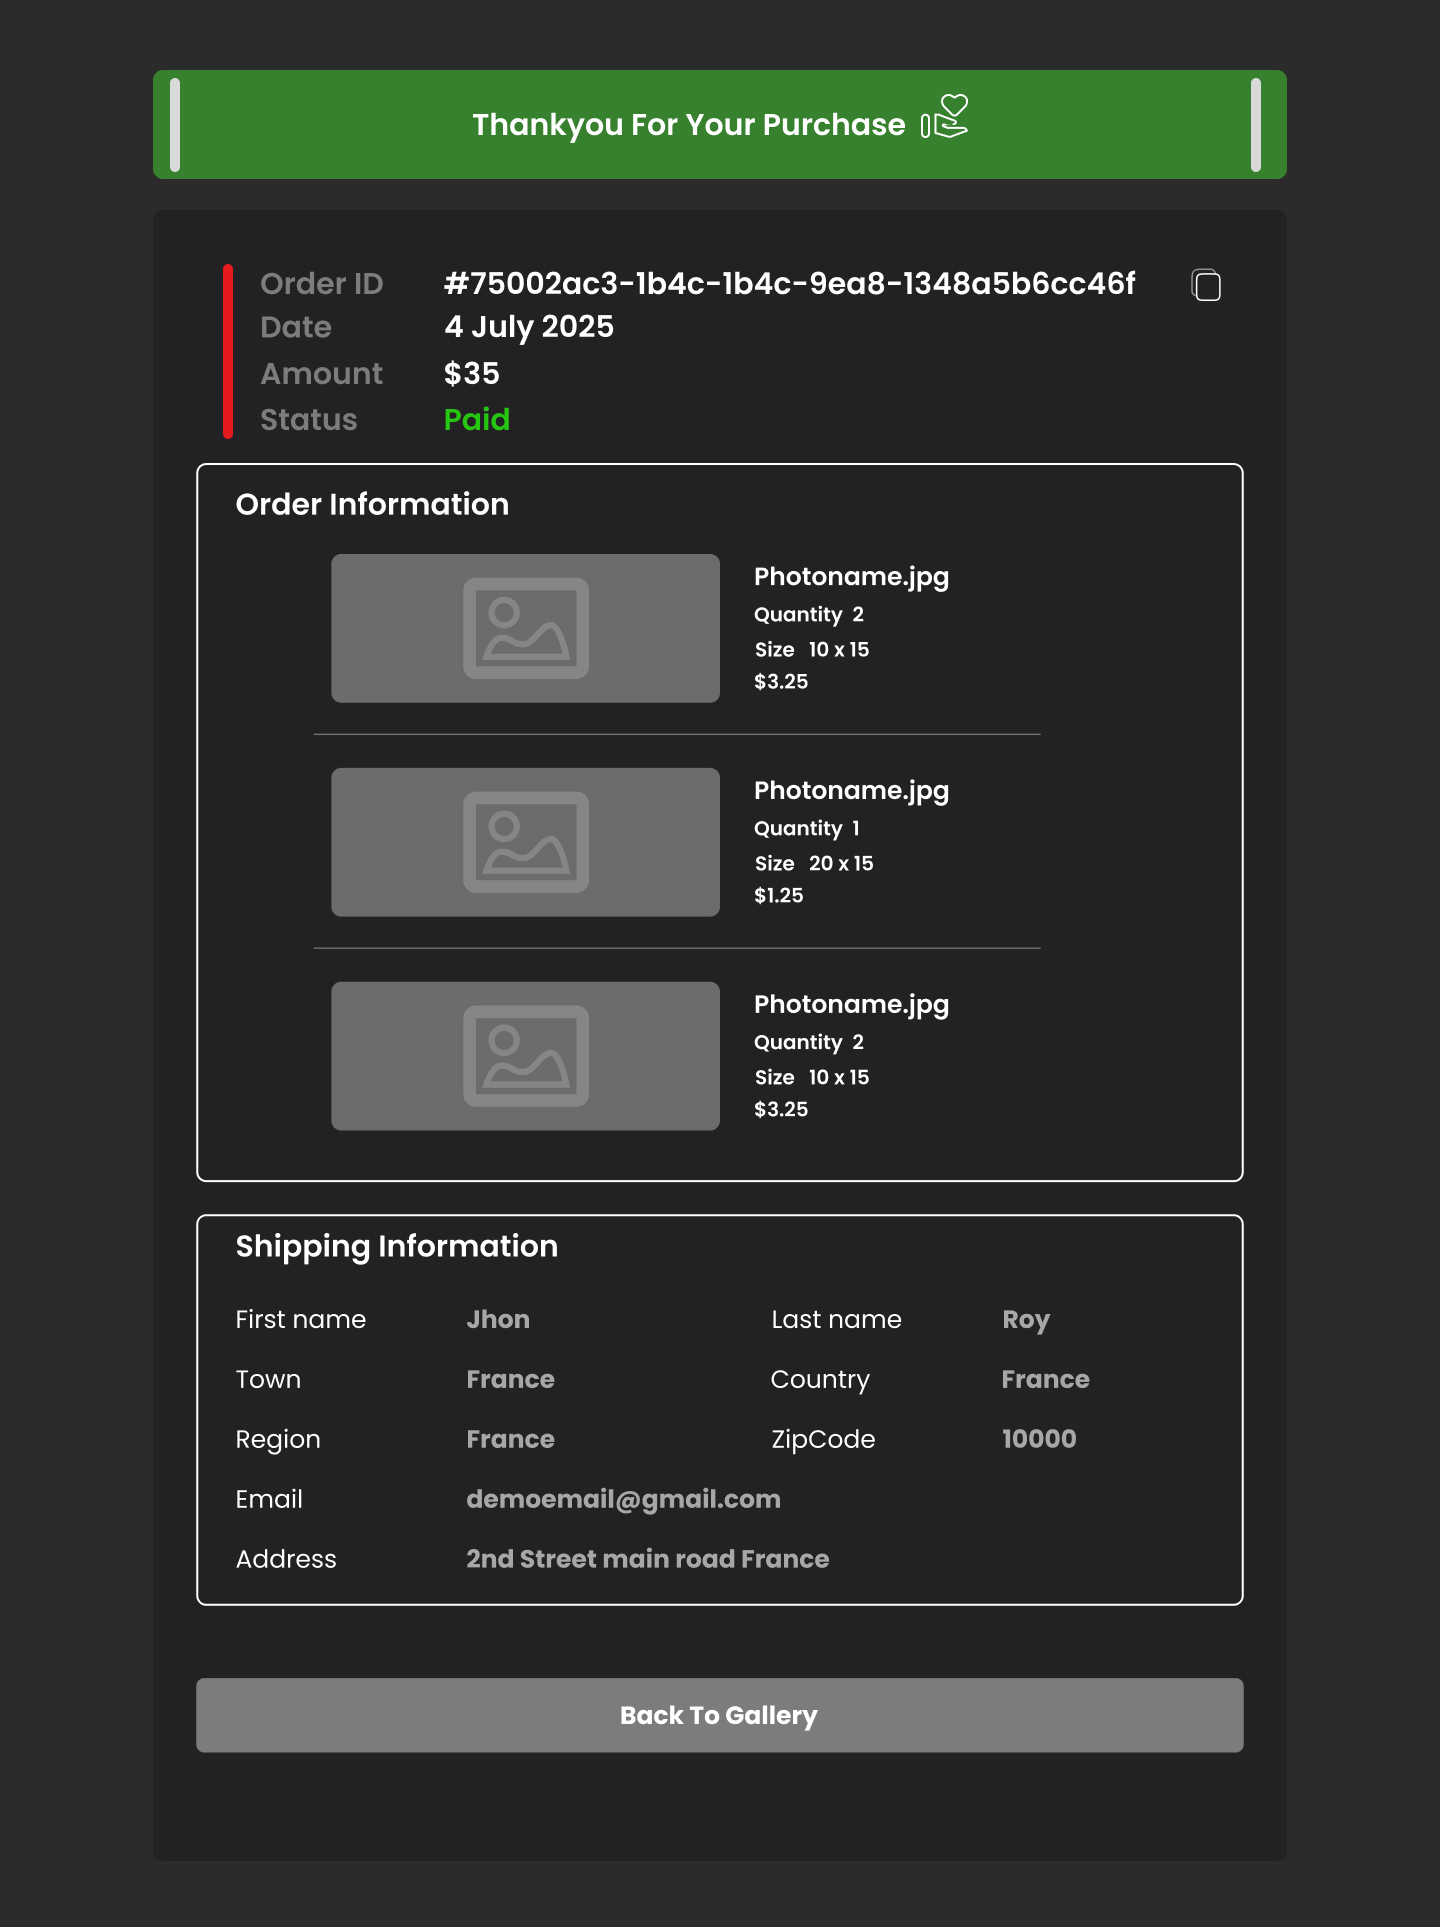 Thankyou For Your Purchase
Order ID #75002ac3-1b4c-1b4c-9ea8-1348a5b6cc46f
Date 4 July 2025
Amount $35
Status Paid
Order Information
Photoname.jpg
Quantity 2
Size 10 x 15
$3.25
Photoname.jpg
Quantity 1
Size 20 x 15
$1.25
Photoname.jpg
Quantity 2
Size 10 x 15
$3.25
Shipping Information
First name Jhon Last name Roy
Town France Country France
Region France ZipCode 10000
Email demoemail@gmail.com
Address 2nd Street main road France
Back To Gallery